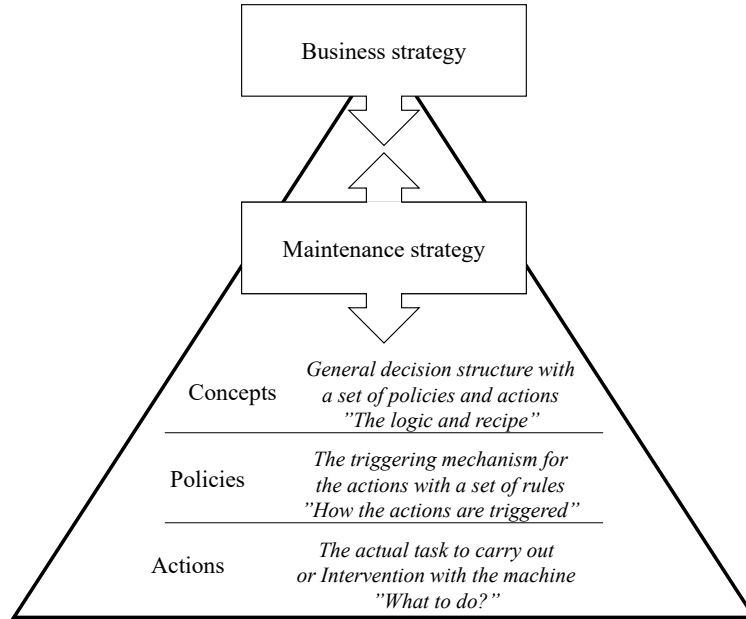 Business strategy
Maintenance strategy
Concepts
General decision structure with
a set of policies and actions
”The logic and recipe”
Policies
The triggering mechanism for
the actions with a set of rules
”How the actions are triggered”
Actions
The actual task to carry out
or Intervention with the machine
”What to do?”